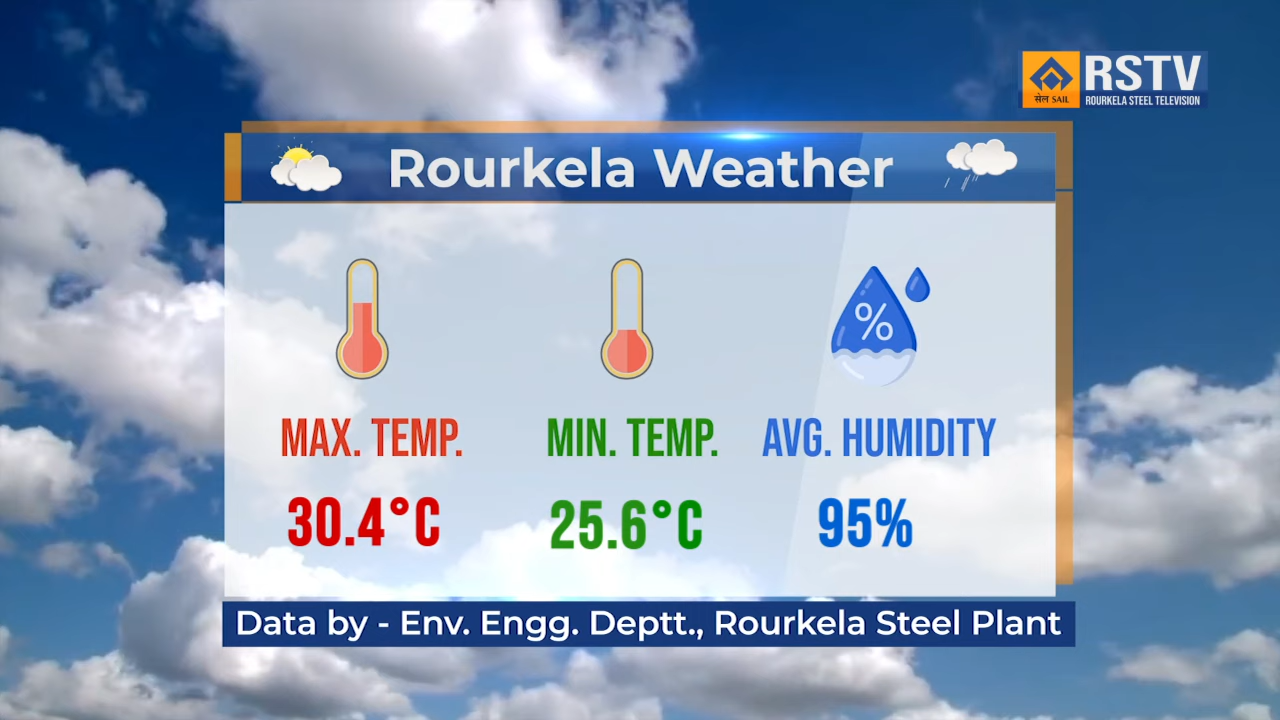 RSTV
सेल SAIL
ROURKELA STEEL TELEVISION
Rourkela Weather
%
MAX. TEMP.
MIN. TEMP.
AVG. HUMIDITY
30.4°C
25.6°C
95%
Data by - Env. Engg. Deptt., Rourkela Steel Plant